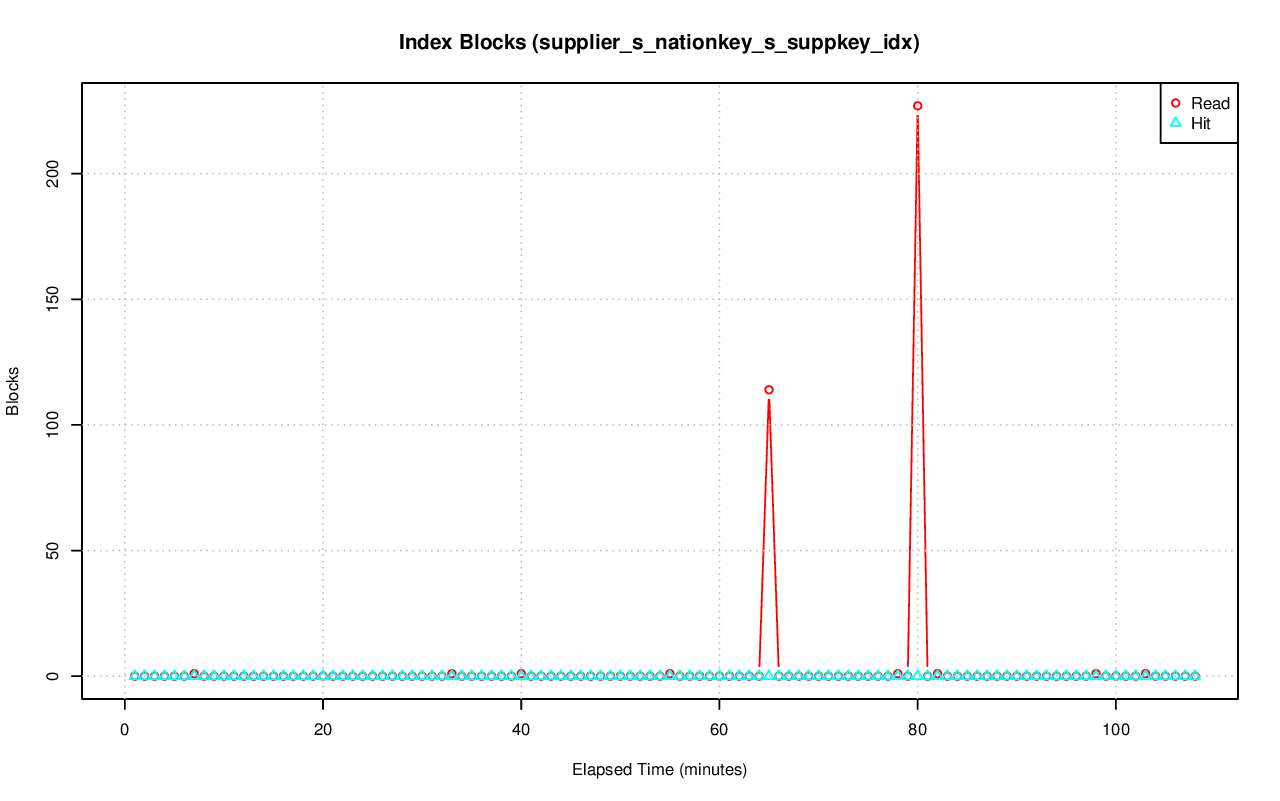 Index Blocks (supplier_s_nationkey_s_suppkey_idx)
Read
Hit
Blocks
200
150
100
50
0
0 20 40 60 80 100
Elapsed Time (minutes)